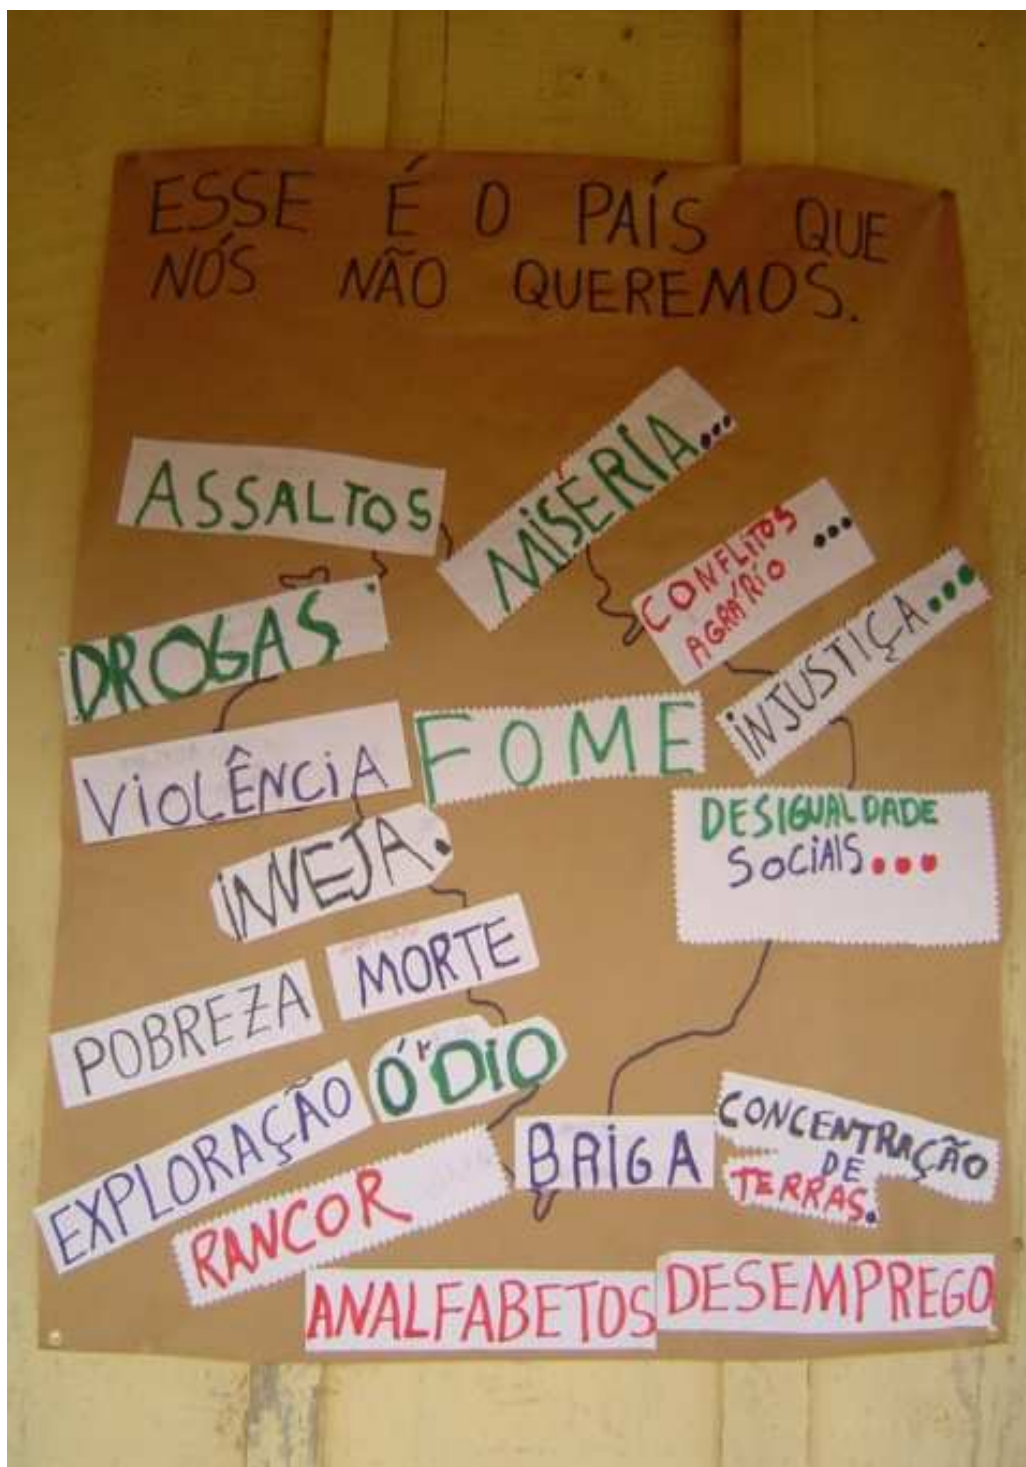 ESSE É O PAÍS QUE
NÓS NÃO QUEREMOS.
ASSALTOS
MISÉRIA...
CONFLITOS ...
AGRÁRIO
DROGAS
INJUSTIÇA...
FOME
VIOLÊNCIA
DESIGUALDADE
SOCIAIS...
INVEJA.
MORTE
POBREZA
ÓDIO
EXPLORAÇÃO
BRIGA
CONCENTRAÇÃO
DE
TERRAS.
RANCOR
ANALFABETOS
DESEMPREGO